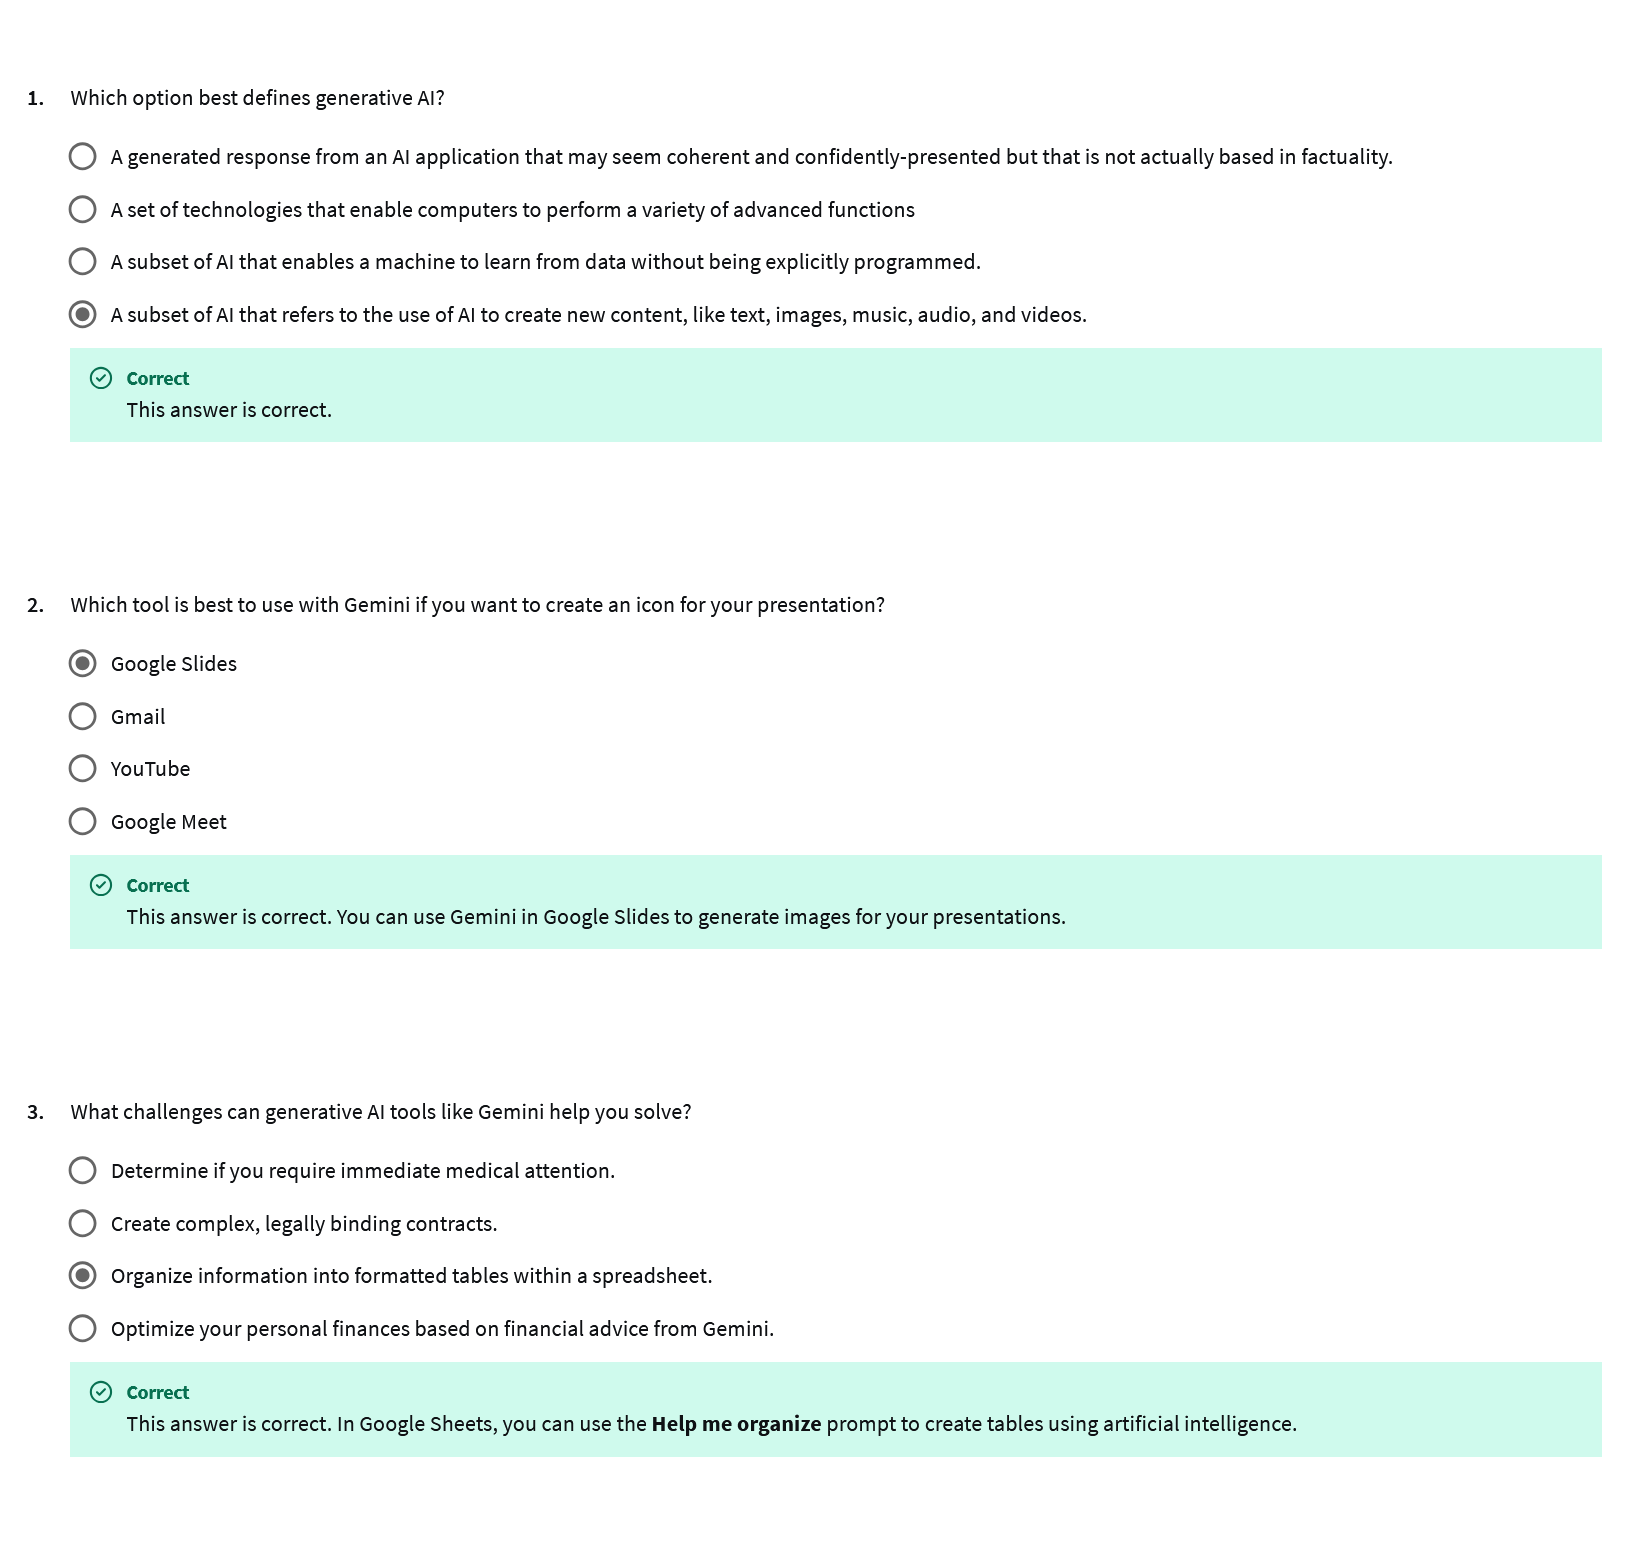 1. Which option best defines generative AI?
A generated response from an AI application that may seem coherent and confidently-presented but that is not actually based in factuality.
A set of technologies that enable computers to perform a variety of advanced functions
A subset of AI that enables a machine to learn from data without being explicitly programmed.
A subset of AI that refers to the use of AI to create new content, like text, images, music, audio, and videos.
Correct
This answer is correct.
2. Which tool is best to use with Gemini if you want to create an icon for your presentation?
Google Slides
Gmail
YouTube
Google Meet
Correct
This answer is correct. You can use Gemini in Google Slides to generate images for your presentations.
3. What challenges can generative AI tools like Gemini help you solve?
Determine if you require immediate medical attention.
Create complex, legally binding contracts.
Organize information into formatted tables within a spreadsheet.
Optimize your personal finances based on financial advice from Gemini.
Correct
This answer is correct. In Google Sheets, you can use the Help me organize prompt to create tables using artificial intelligence.